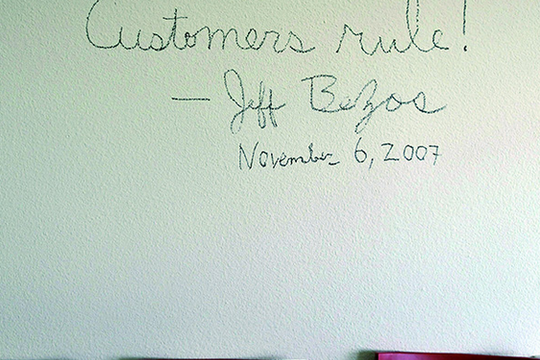 Customers rule!
— Jeff Bezos
November 6, 2007